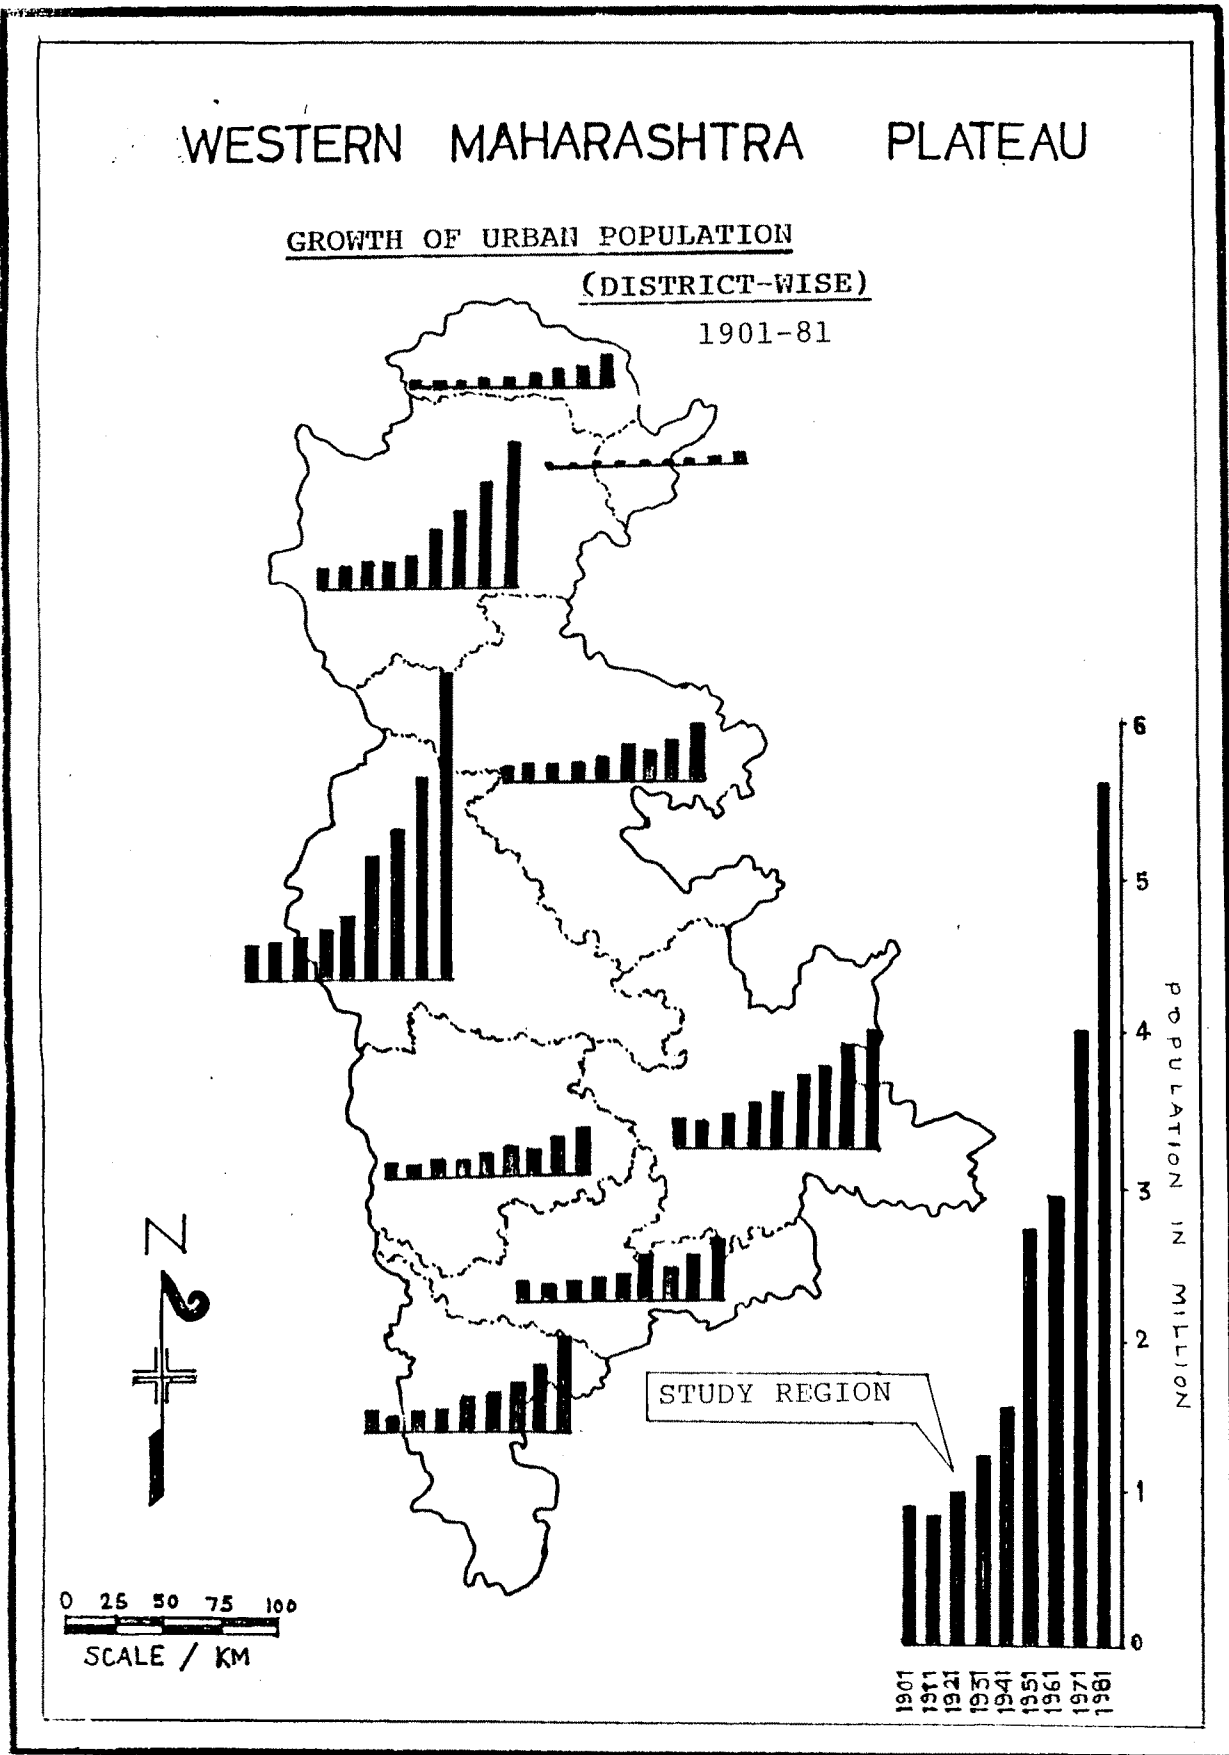 WESTERN MAHARASHTRA PLATEAU
GROWTH OF URBAN POPULATION
(DISTRICT-WISE)
1901-81
6
5
4
3
2
1
0
POPULATION IN MILLION
N
STUDY REGION
1901
1911
1921
1931
1941
1951
1961
1971
1981
0 25 50 75 100
SCALE / KM